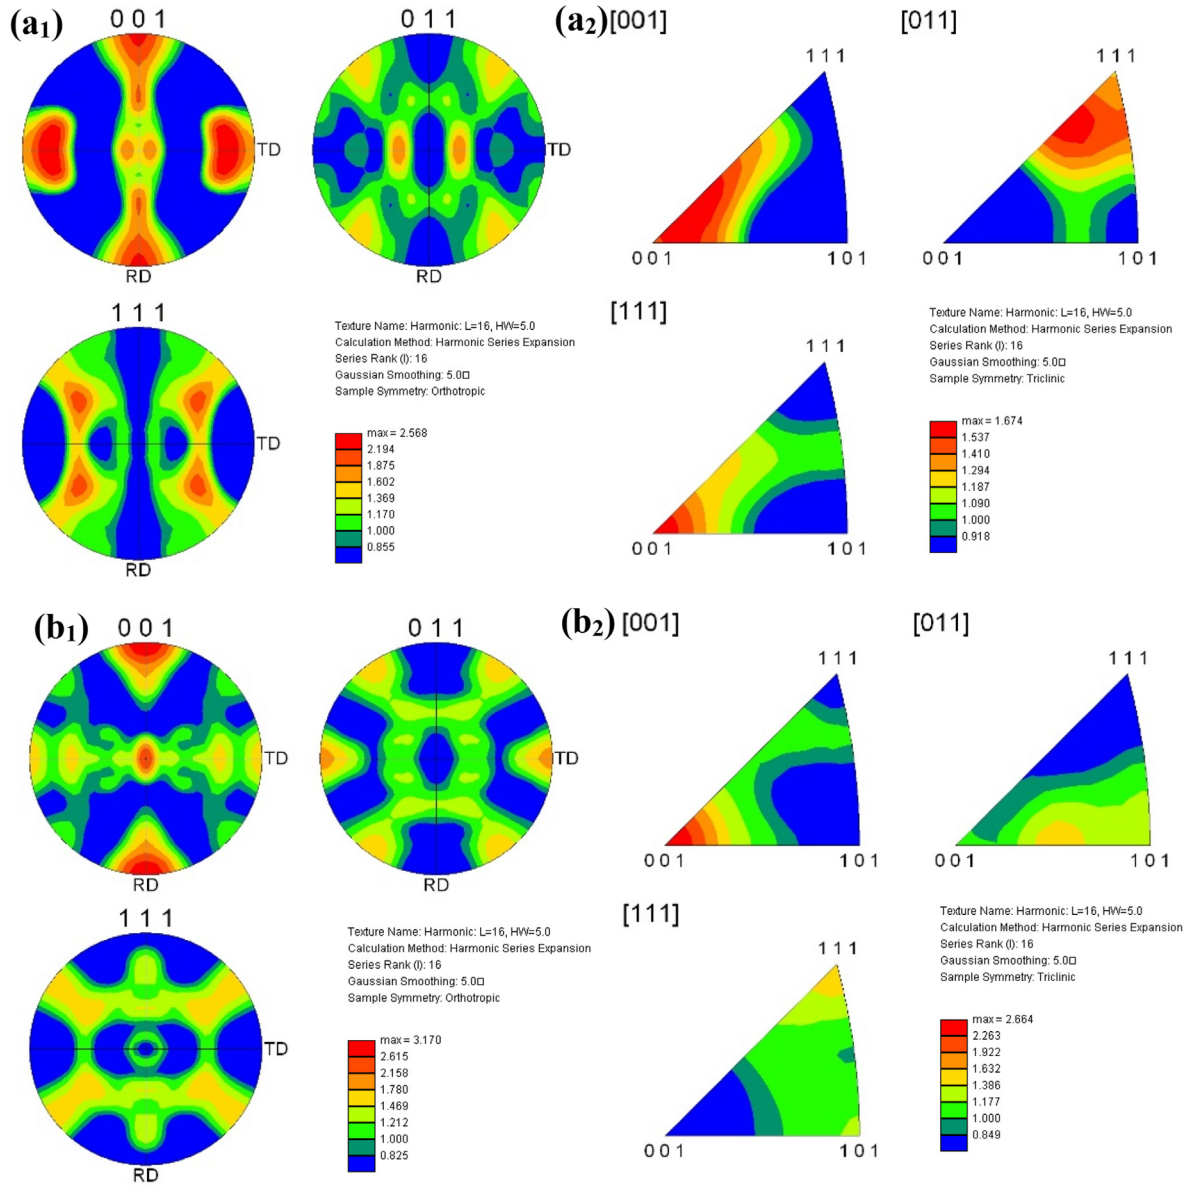 (a1)
0 0 1
TD
RD
0 1 1
TD
RD
1 1 1
TD
RD
Texture Name: Harmonic: L=16, HW=5.0
Calculation Method: Harmonic Series Expansion
Series Rank (l): 16
Gaussian Smoothing: 5.0□
Sample Symmetry: Orthotropic
max = 2.568
2.194
1.875
1.602
1.369
1.170
1.000
0.855
(a2)
[001]
1 1 1
0 0 1
1 0 1
[011]
1 1 1
0 0 1
1 0 1
[111]
1 1 1
0 0 1
1 0 1
Texture Name: Harmonic: L=16, HW=5.0
Calculation Method: Harmonic Series Expansion
Series Rank (l): 16
Gaussian Smoothing: 5.0□
Sample Symmetry: Triclinic
max = 1.674
1.537
1.410
1.294
1.187
1.090
1.000
0.918
(b1)
0 0 1
TD
RD
0 1 1
TD
RD
1 1 1
TD
RD
Texture Name: Harmonic: L=16, HW=5.0
Calculation Method: Harmonic Series Expansion
Series Rank (l): 16
Gaussian Smoothing: 5.0□
Sample Symmetry: Orthotropic
max = 3.170
2.615
2.158
1.780
1.469
1.212
1.000
0.825
(b2)
[001]
1 1 1
0 0 1
1 0 1
[011]
1 1 1
0 0 1
1 0 1
[111]
1 1 1
0 0 1
1 0 1
Texture Name: Harmonic: L=16, HW=5.0
Calculation Method: Harmonic Series Expansion
Series Rank (l): 16
Gaussian Smoothing: 5.0□
Sample Symmetry: Triclinic
max = 2.664
2.263
1.922
1.632
1.386
1.177
1.000
0.849